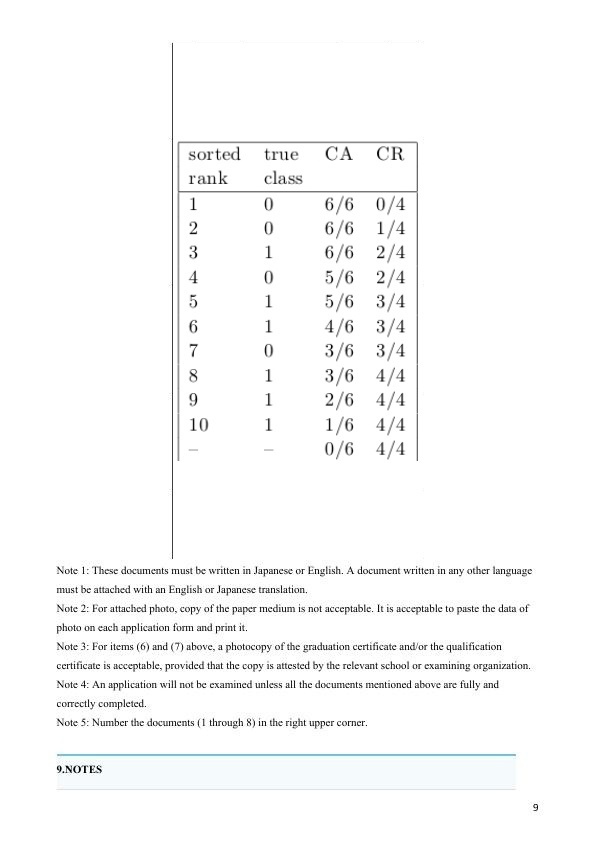 sorted rank true class CA CR
1 0 6/6 0/4
2 0 6/6 1/4
3 1 6/6 2/4
4 0 5/6 2/4
5 1 5/6 3/4
6 1 4/6 3/4
7 0 3/6 3/4
8 1 3/6 4/4
9 1 2/6 4/4
10 1 1/6 4/4
– – 0/6 4/4
Note 1: These documents must be written in Japanese or English. A document written in any other language
must be attached with an English or Japanese translation.
Note 2: For attached photo, copy of the paper medium is not acceptable. It is acceptable to paste the data of
photo on each application form and print it.
Note 3: For items (6) and (7) above, a photocopy of the graduation certificate and/or the qualification
certificate is acceptable, provided that the copy is attested by the relevant school or examining organization.
Note 4: An application will not be examined unless all the documents mentioned above are fully and
correctly completed.
Note 5: Number the documents (1 through 8) in the right upper corner.
9.NOTES
9